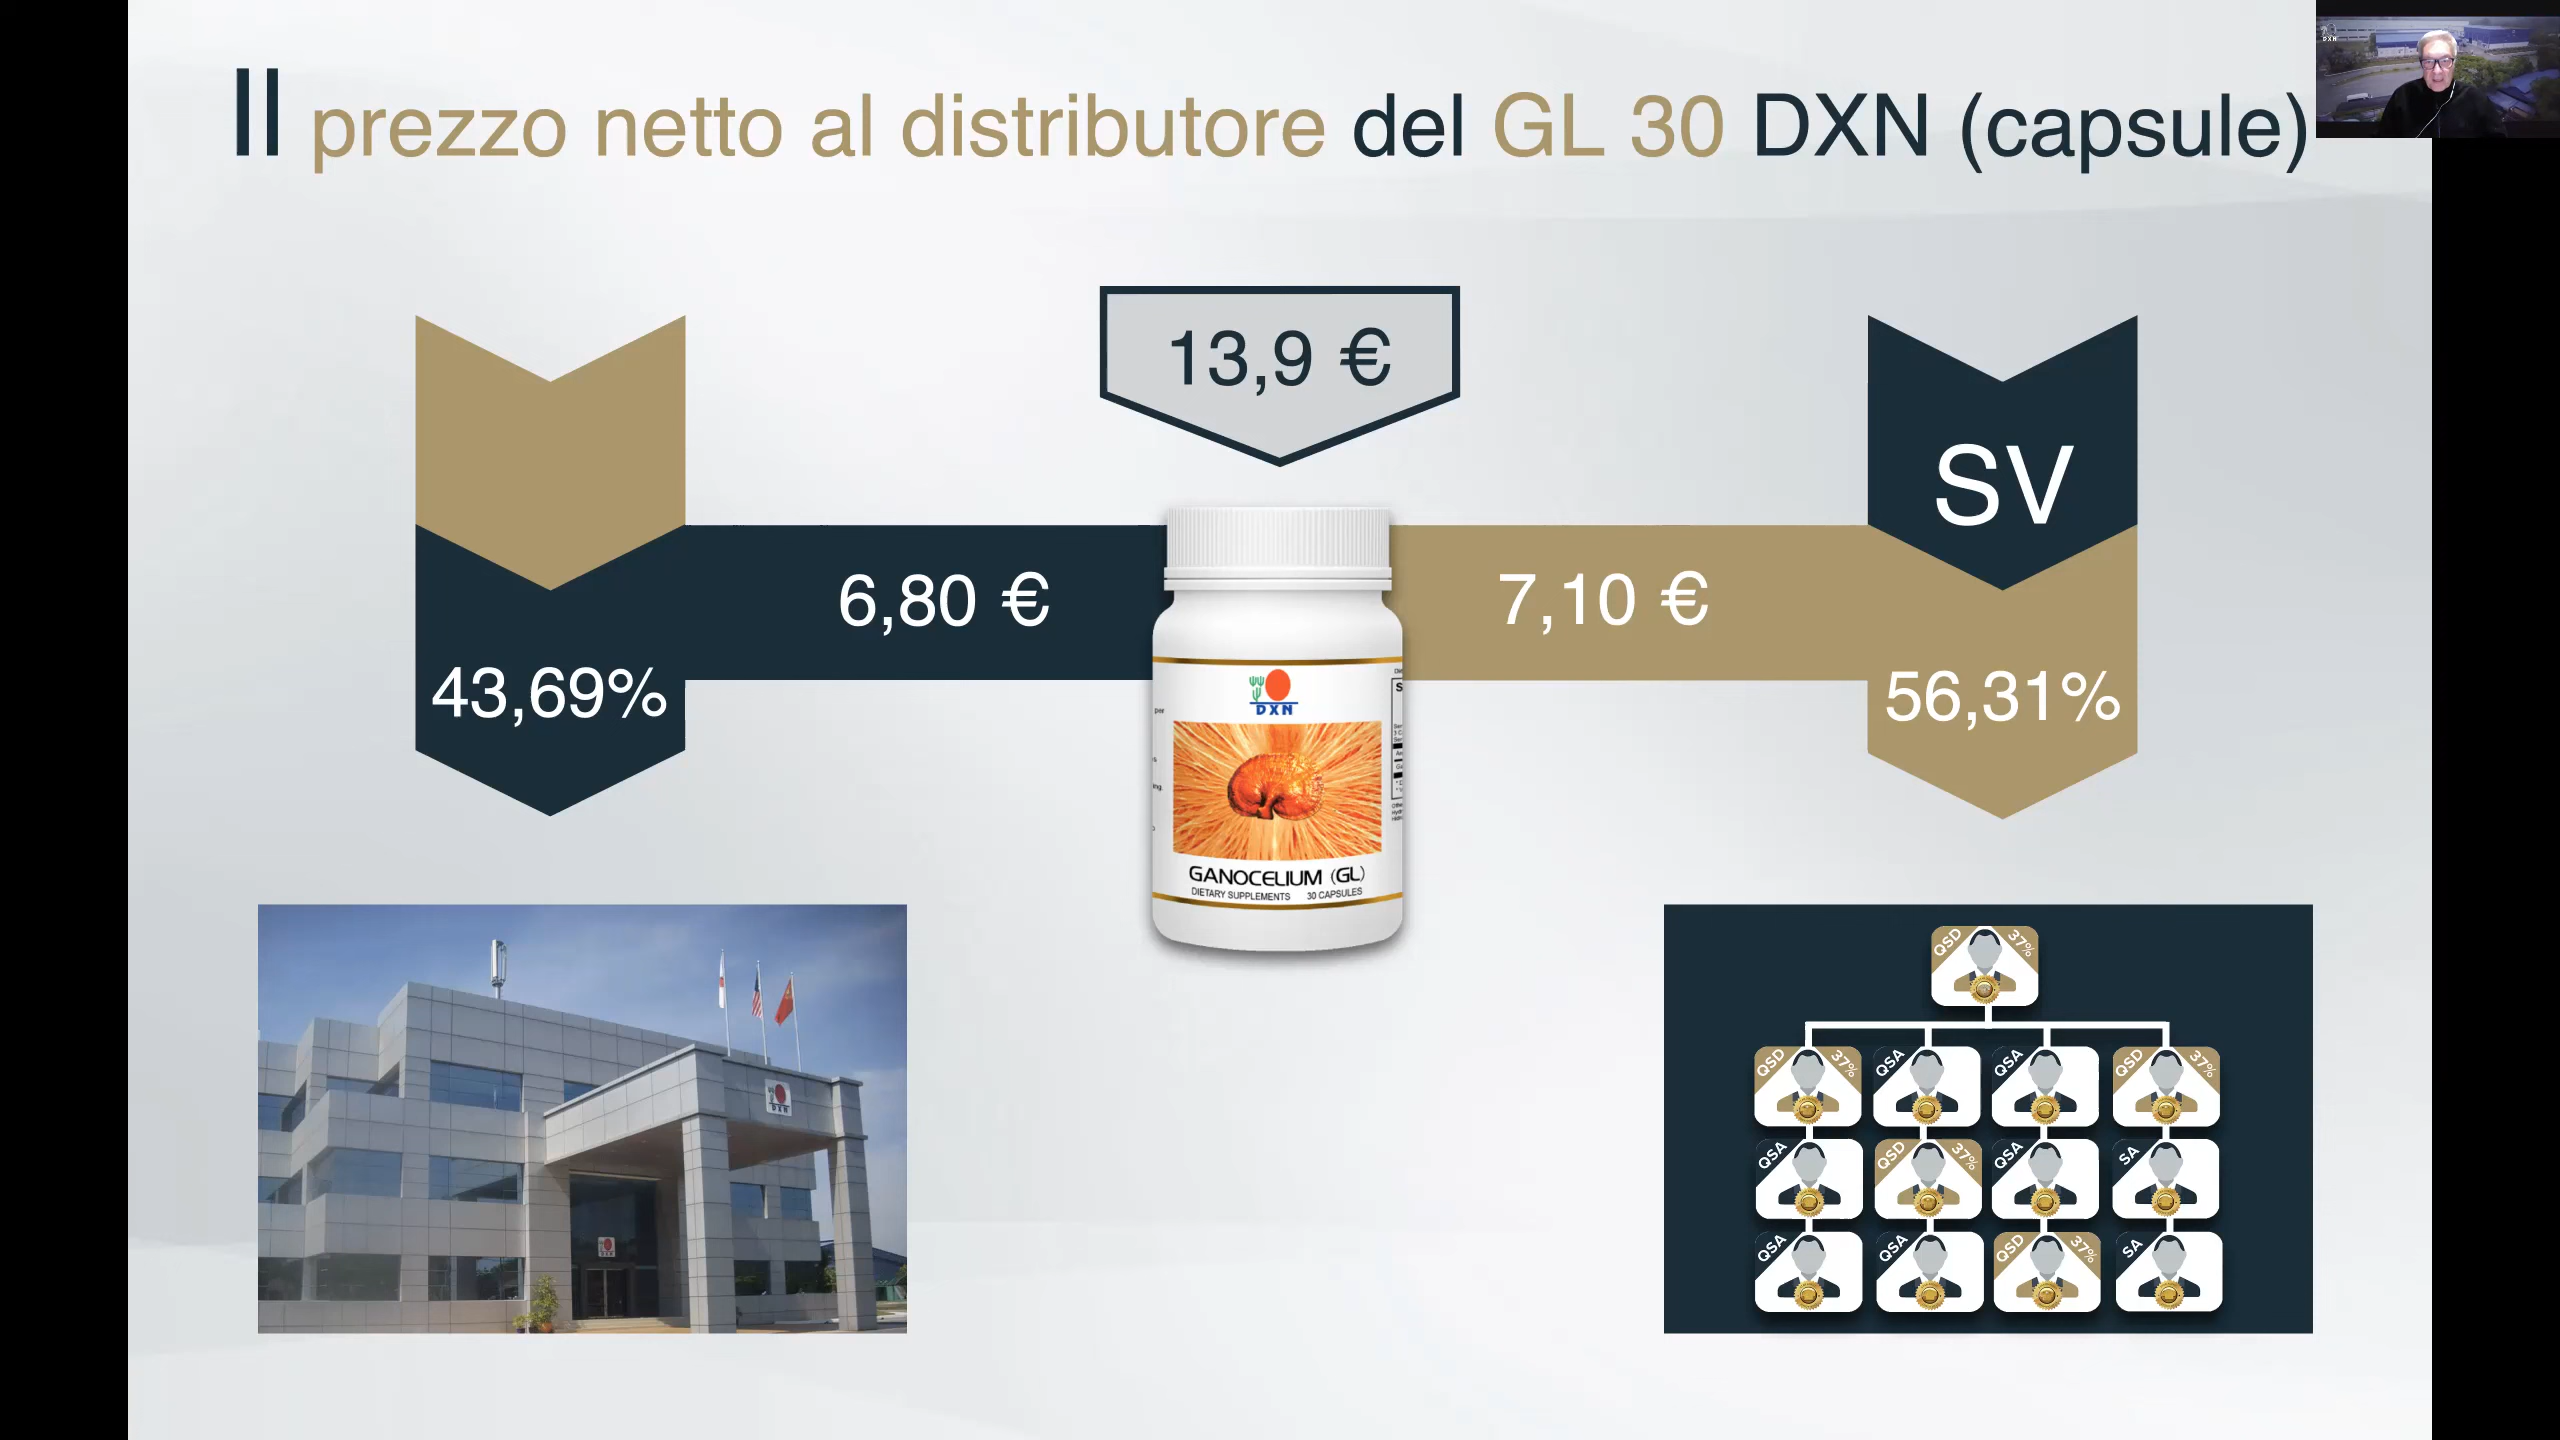 Il prezzo netto al distributore del GL 30 DXN (capsule)
13,9 €
SV
6,80 €
7,10 €
43,69%
56,31%
DXN
GANOCELIUM (GL)
DIETARY SUPPLEMENTS 30 CAPSULES
DXN
DXN
QSD 37%
QSD 37%
QSA
QSA
QSD 37%
QSA
QSD 37%
QSA
SA
QSA
QSA
QSD 37%
SA